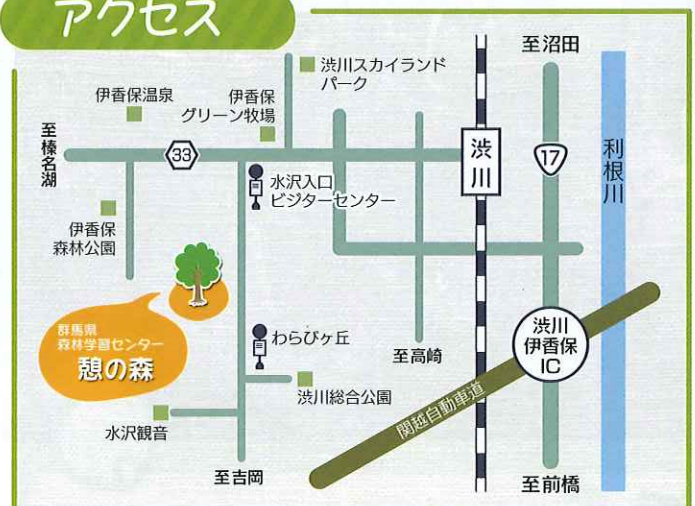 アクセス
至沼田
渋川スカイランド
パーク
伊香保温泉
伊香保
グリーン牧場
至榛名湖
33
渋川
17
利根川
水沢入口
ビジターセンター
伊香保
森林公園
群馬県
森林学習センター
憩の森
わらびヶ丘
至高崎
渋川
伊香保
IC
渋川総合公園
関越自動車道
水沢観音
至吉岡
至前橋